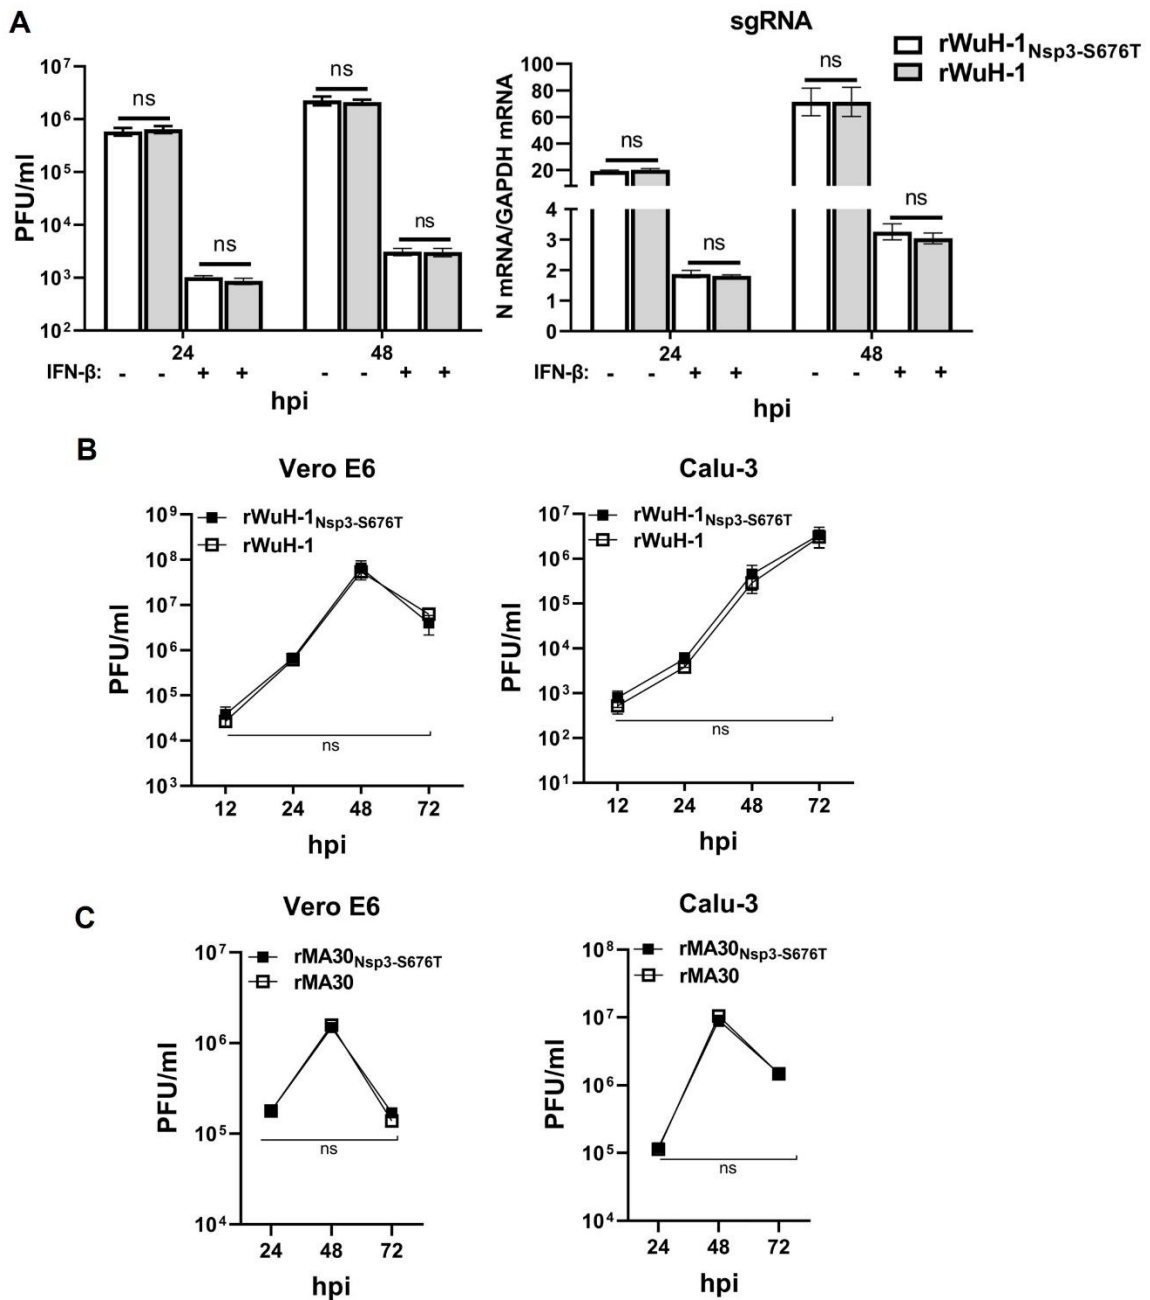 A
sgRNA
rWuH-1Nsp3-S676T
rWuH-1
PFU/ml
10⁷
10⁶
10⁵
10⁴
10³
10²
ns
ns
ns
ns
24
48
IFN-β: - - + + - - + +
hpi
N mRNA/GAPDH mRNA
100
80
60
40
20
4
3
2
1
0
ns
ns
ns
ns
24
48
IFN-β: - - + + - - + +
hpi
B
Vero E6
rWuH-1Nsp3-S676T
rWuH-1
PFU/ml
10⁹
10⁸
10⁷
10⁶
10⁵
10⁴
10³
ns
12 24 48 72
hpi
Calu-3
rWuH-1Nsp3-S676T
rWuH-1
PFU/ml
10⁷
10⁶
10⁵
10⁴
10³
10²
10¹
ns
12 24 48 72
hpi
C
Vero E6
rMA30Nsp3-S676T
rMA30
PFU/ml
10⁷
10⁶
10⁵
10⁴
ns
24 48 72
hpi
Calu-3
rMA30Nsp3-S676T
rMA30
PFU/ml
10⁸
10⁷
10⁶
10⁵
10⁴
ns
24 48 72
hpi